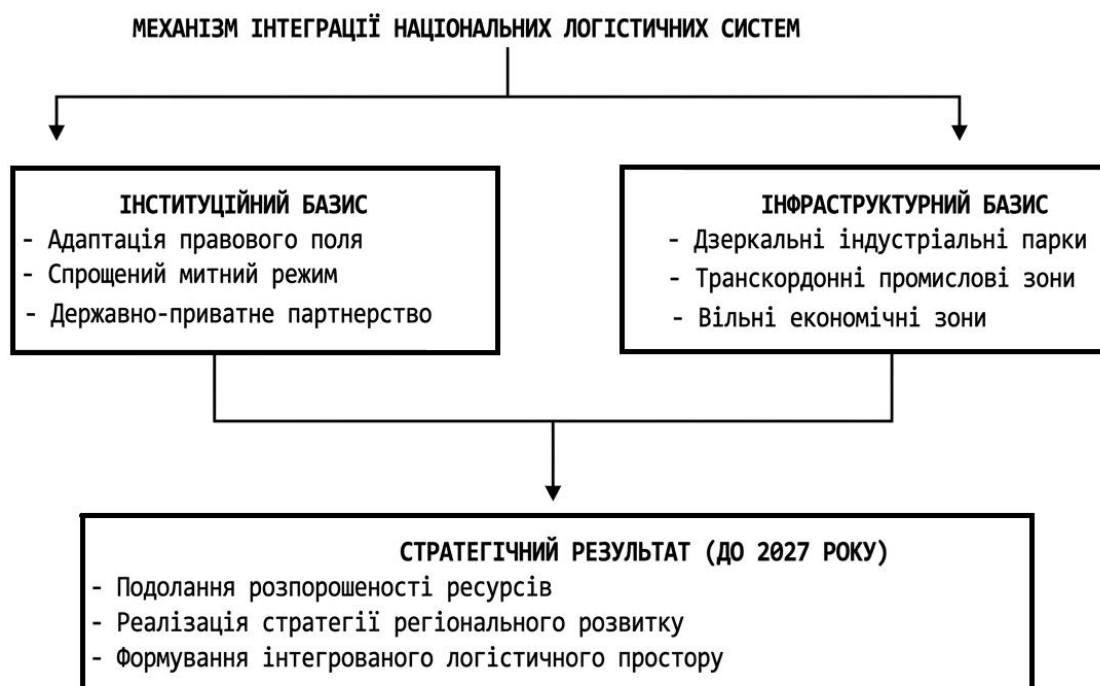 МЕХАНІЗМ ІНТЕГРАЦІЇ НАЦІОНАЛЬНИХ ЛОГІСТИЧНИХ СИСТЕМ
ІНСТИТУЦІЙНИЙ БАЗИС
- Адаптація правового поля
- Спрощений митний режим
- Державно-приватне партнерство
ІНФРАСТРУКТУРНИЙ БАЗИС
- Дзеркальні індустріальні парки
- Транскордонні промислові зони
- Вільні економічні зони
СТРАТЕГІЧНИЙ РЕЗУЛЬТАТ (ДО 2027 РОКУ)
- Подолання розпорошеності ресурсів
- Реалізація стратегії регіонального розвитку
- Формування інтегрованого логістичного простору